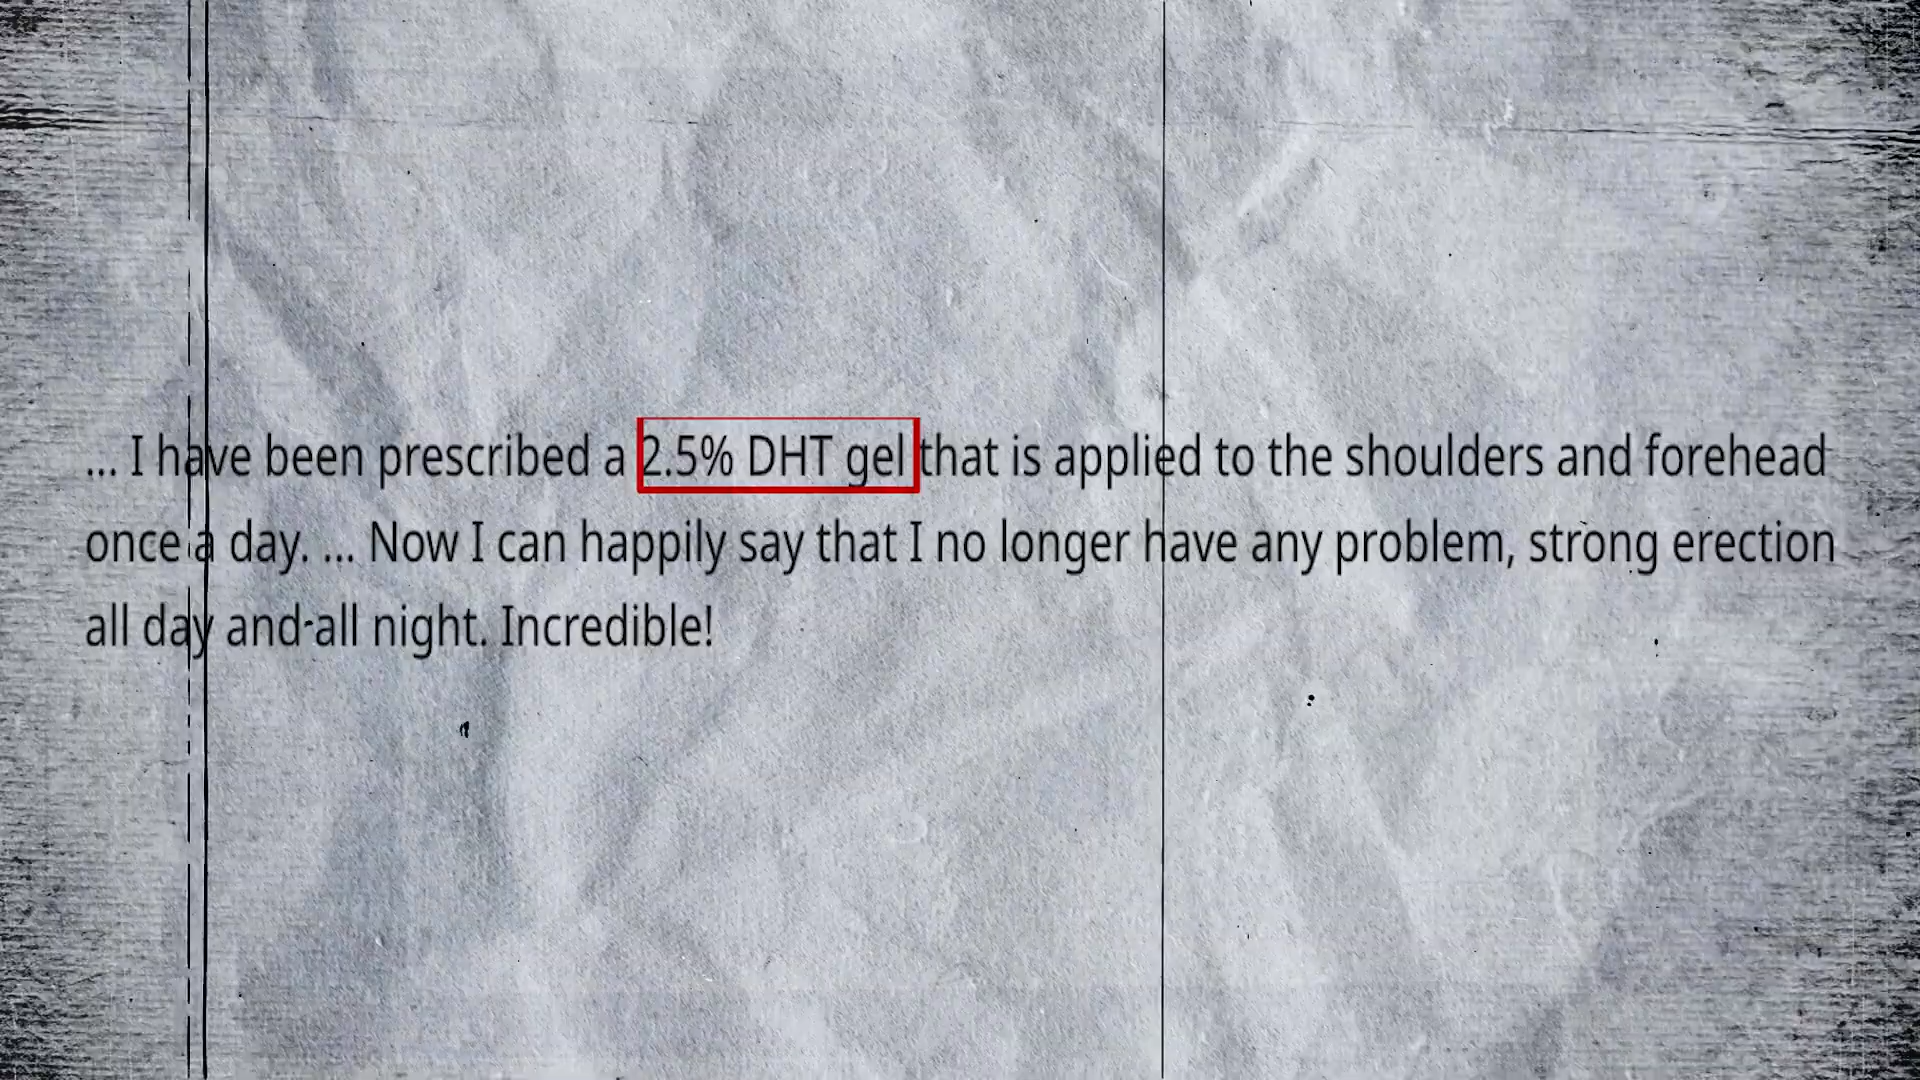 ... I have been prescribed a 2.5% DHT gel that is applied to the shoulders and forehead
once a day. ... Now I can happily say that I no longer have any problem, strong erection
all day and all night. Incredible!